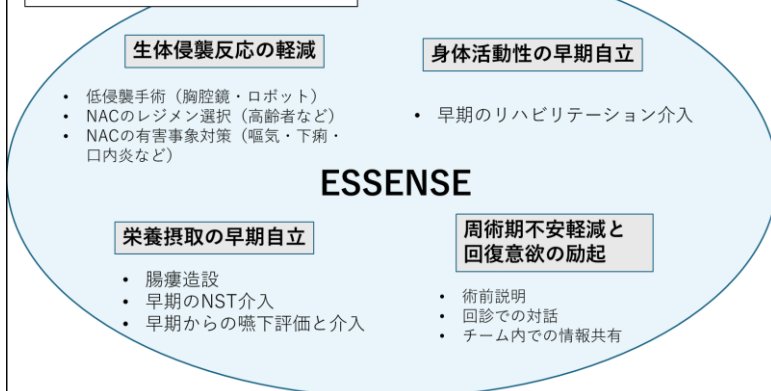 生体侵襲反応の軽減
• 低侵襲手術（胸腔鏡・ロボット）
• NACのレジメン選択（高齢者など）
• NACの有害事象対策（嘔気・下痢・
口内炎など）
身体活動性の早期自立
• 早期のリハビリテーション介入
ESSENSE
栄養摂取の早期自立
• 腸瘻造設
• 早期のNST介入
• 早期からの嚥下評価と介入
周術期不安軽減と
回復意欲の励起
• 術前説明
• 回診での対話
• チーム内での情報共有